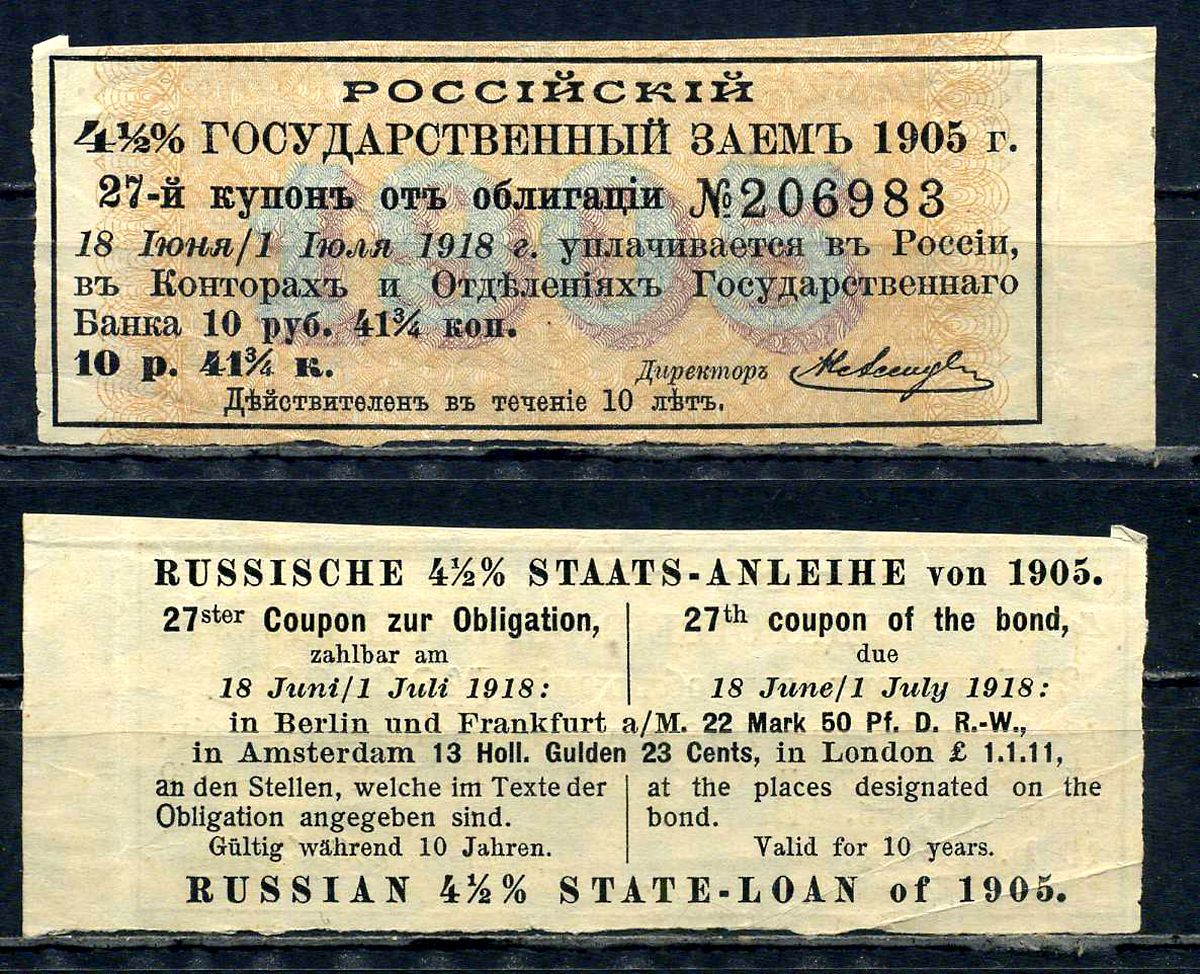 РОССІЙСКІЙ
4½% ГОСУДАРСТВЕННЫЙ ЗАЕМЪ 1905 г.
27-й купонъ отъ облигаціи №206983
18 Іюня/1 Іюля 1918 г. уплачивается въ Россіи,
въ Конторахъ и Отдѣленіяхъ Государственнаго
Банка 10 руб. 41¾ коп.
10 р. 41¾ к.
Директоръ
Дѣйствителенъ въ теченіе 10 лѣтъ.
1905
RUSSISCHE 4½% STAATS-ANLEIHE von 1905.
27ster Coupon zur Obligation,
zahlbar am
18 Juni/1 Juli 1918:
27th coupon of the bond,
due
18 June/1 July 1918:
in Berlin und Frankfurt a/M. 22 Mark 50 Pf. D. R.-W.,
in Amsterdam 13 Holl. Gulden 23 Cents, in London £ 1.1.11,
an den Stellen, welche im Texte der
Obligation angegeben sind.
Gültig während 10 Jahren.
at the places designated on the
bond.
Valid for 10 years.
RUSSIAN 4½% STATE-LOAN of 1905.